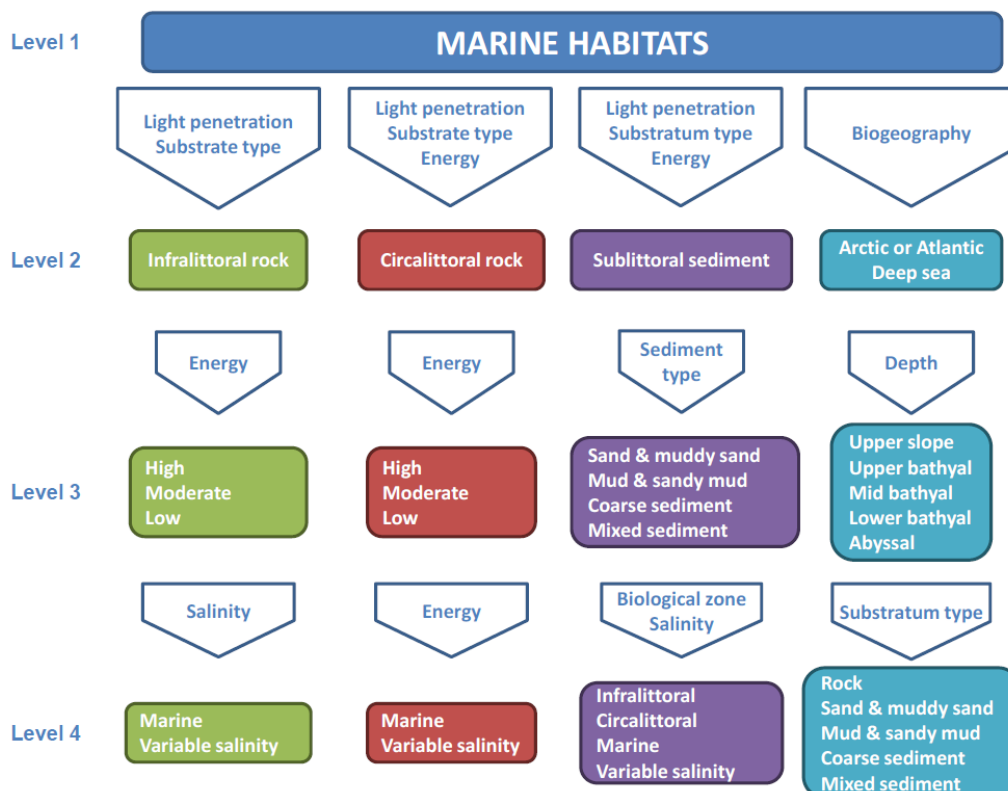 Level 1
MARINE HABITATS
Light penetration
Substrate type
Light penetration
Substrate type
Energy
Light penetration
Substratum type
Energy
Biogeography
Level 2
Infralittoral rock
Circalittoral rock
Sublittoral sediment
Arctic or Atlantic
Deep sea
Energy
Energy
Sediment
type
Depth
Level 3
High
Moderate
Low
High
Moderate
Low
Sand & muddy sand
Mud & sandy mud
Coarse sediment
Mixed sediment
Upper slope
Upper bathyal
Mid bathyal
Lower bathyal
Abyssal
Salinity
Energy
Biological zone
Salinity
Substratum type
Level 4
Marine
Variable salinity
Marine
Variable salinity
Infralittoral
Circalittoral
Marine
Variable salinity
Rock
Sand & muddy sand
Mud & sandy mud
Coarse sediment
Mixed sediment